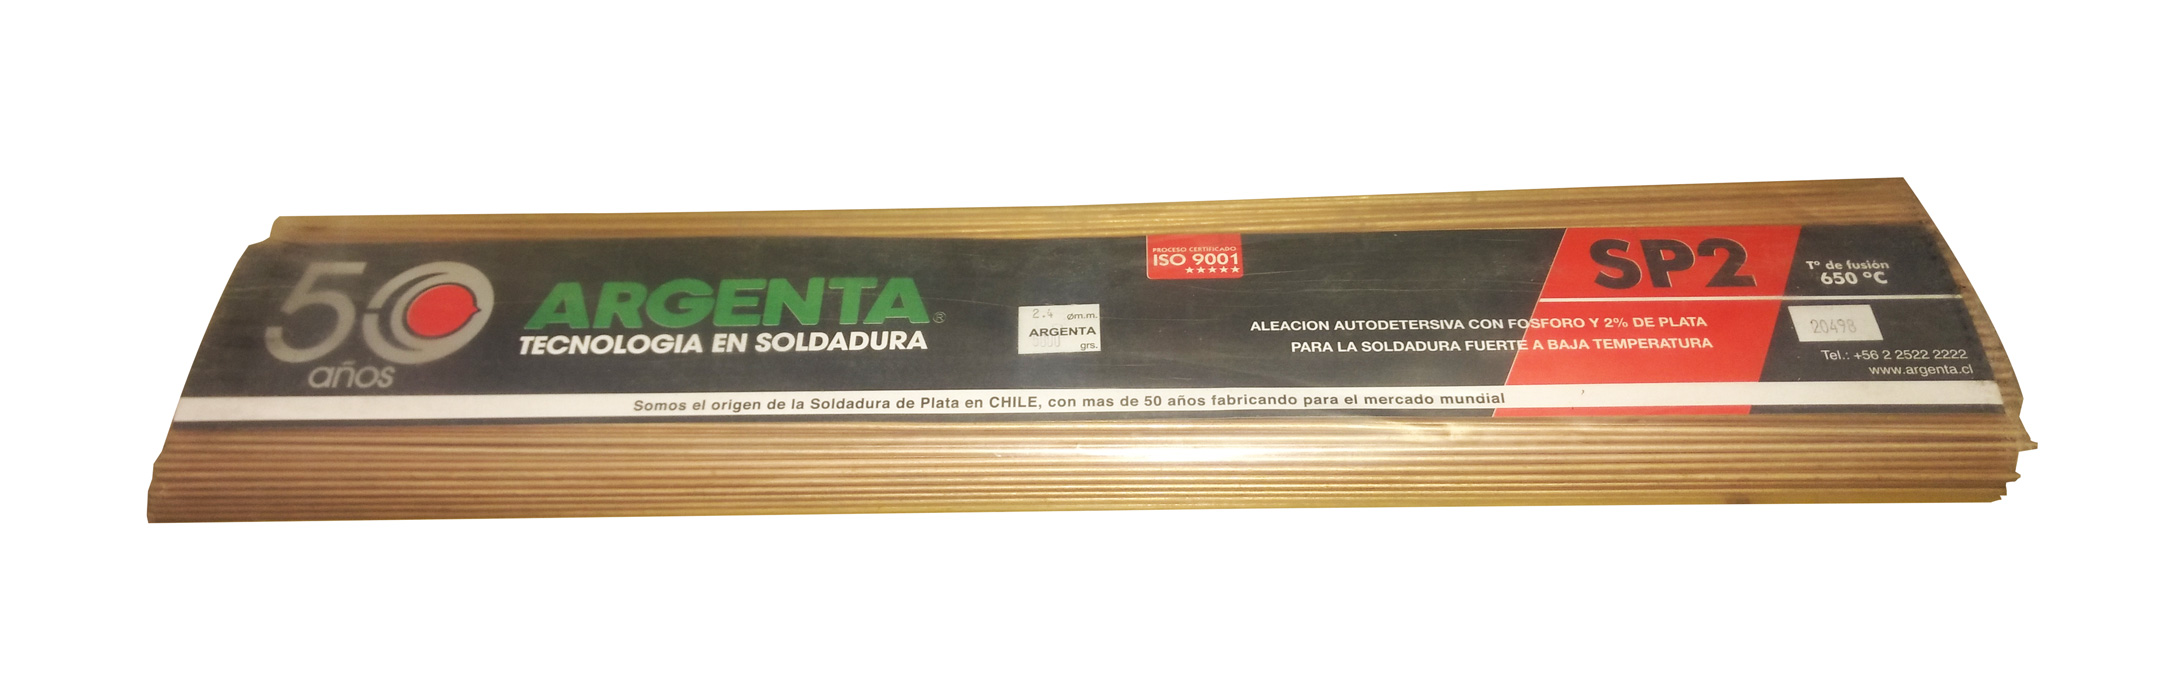 50
años
ARGENTA®
TECNOLOGIA EN SOLDADURA
2.4 ømm.
ARGENTA
grs.
PROCESO CERTIFICADO
ISO 9001
★★★★★
SP2
Tº de fusión
650 ºC
ALEACION AUTODETERSIVA CON FOSFORO Y 2% DE PLATA
PARA LA SOLDADURA FUERTE A BAJA TEMPERATURA
20498
Tel.: +56 2 2522 2222
www.argenta.cl
Somos el origen de la Soldadura de Plata en CHILE, con mas de 50 años fabricando para el mercado mundial